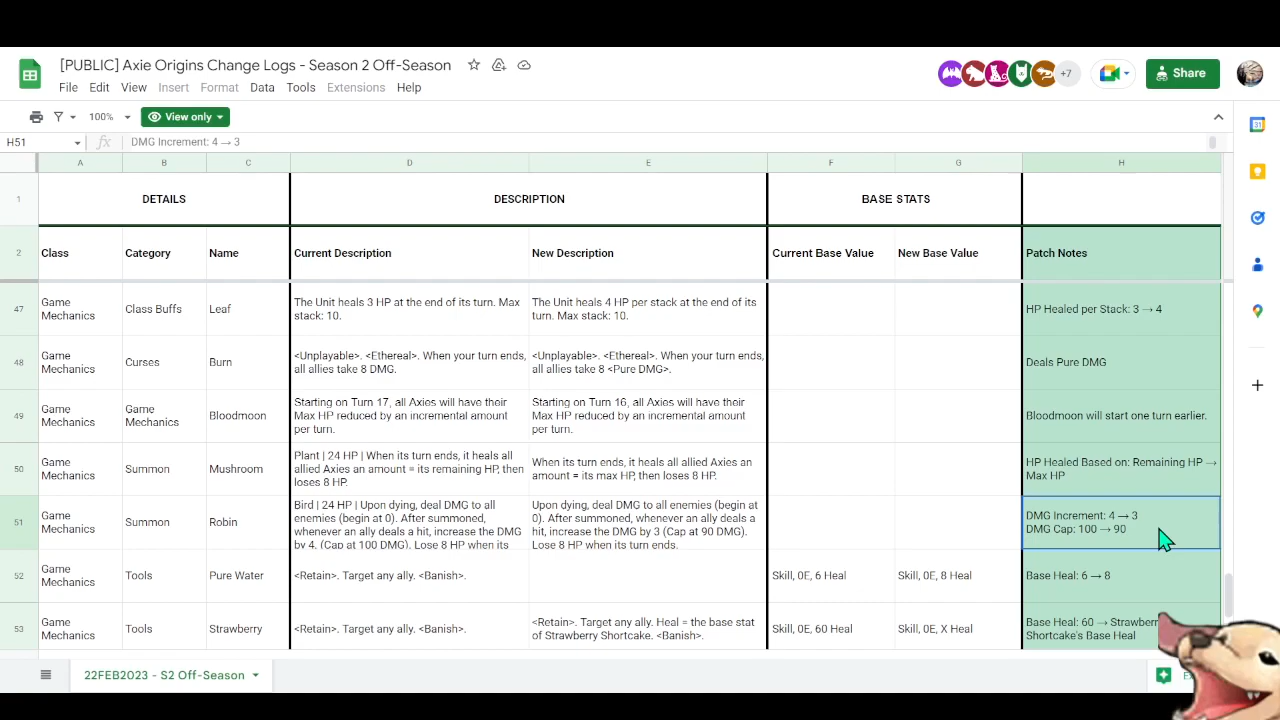 [PUBLIC] Axie Origins Change Logs - Season 2 Off-Season
+7
Share
File Edit View Insert Format Data Tools Extensions Help
100%
View only
H51
fx
DMG Increment: 4 → 3
A B C D E F G H
1
DETAILS
DESCRIPTION
BASE STATS
2
Class
Category
Name
Current Description
New Description
Current Base Value
New Base Value
Patch Notes
47
Game
Mechanics
Class Buffs
Leaf
The Unit heals 3 HP at the end of its turn. Max
stack: 10.
The Unit heals 4 HP per stack at the end of its
turn. Max stack: 10.
HP Healed per Stack: 3 → 4
48
Game
Mechanics
Curses
Burn
<Unplayable>. <Ethereal>. When your turn ends,
all allies take 8 DMG.
<Unplayable>. <Ethereal>. When your turn ends,
all allies take 8 <Pure DMG>.
Deals Pure DMG
49
Game
Mechanics
Game
Mechanics
Bloodmoon
Starting on Turn 17, all Axies will have their
Max HP reduced by an incremental amount
per turn.
Starting on Turn 16, all Axies will have their
Max HP reduced by an incremental amount
per turn.
Bloodmoon will start one turn earlier.
50
Game
Mechanics
Summon
Mushroom
Plant | 24 HP | When its turn ends, it heals all
allied Axies an amount = its remaining HP, then
loses 8 HP.
When its turn ends, it heals all allied Axies an
amount = its max HP, then loses 8 HP.
HP Healed Based on: Remaining HP →
Max HP
51
Game
Mechanics
Summon
Robin
Bird | 24 HP | Upon dying, deal DMG to all
enemies (begin at 0). After summoned,
whenever an ally deals a hit, increase the DMG
by 4. (Cap at 100 DMG). Lose 8 HP when its
Upon dying, deal DMG to all enemies (begin at
0). After summoned, whenever an ally deals a
hit, increase the DMG by 3 (Cap at 90 DMG).
Lose 8 HP when its turn ends.
DMG Increment: 4 → 3
DMG Cap: 100 → 90
52
Game
Mechanics
Tools
Pure Water
<Retain>. Target any ally. <Banish>.
Skill, 0E, 6 Heal
Skill, 0E, 8 Heal
Base Heal: 6 → 8
53
Game
Mechanics
Tools
Strawberry
<Retain>. Target any ally. <Banish>.
<Retain>. Target any ally. Heal = the base stat
of Strawberry Shortcake. <Banish>.
Skill, 0E, 60 Heal
Skill, 0E, X Heal
Base Heal: 60 → Strawberr
Shortcake's Base Heal
22FEB2023 - S2 Off-Season
31